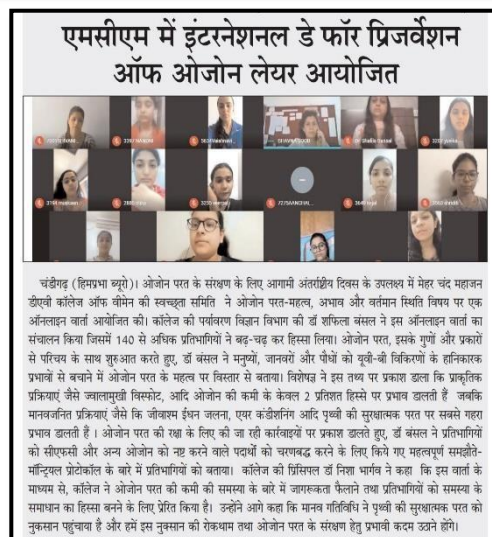 एमसीएम में इंटरनेशनल डे फॉर प्रिजर्वेशन
ऑफ ओजोन लेयर आयोजित
चंडीगढ़ (हिमप्रभा ब्यूरो)। ओजोन परत के संरक्षण के लिए आगामी अंतर्राष्ट्रीय दिवस के उपलक्ष्य में मेहर चंद महाजन
डीएवी कॉलेज ऑफ वीमेन की स्वच्छता समिति ने ओजोन परत-महत्व, अभाव और वर्तमान स्थिति विषय पर एक
ऑनलाइन वार्ता आयोजित की। कॉलेज की पर्यावरण विज्ञान विभाग की डॉ शफिला बंसल ने इस ऑनलाइन वार्ता का
संचालन किया जिसमें 140 से अधिक प्रतिभागियों ने बढ़-चढ़ कर हिस्सा लिया। ओजोन परत, इसके गुणों और प्रकारों
से परिचय के साथ शुरुआत करते हुए, डॉ बंसल ने मनुष्यों, जानवरों और पौधों को यूवी-बी विकिरणों के हानिकारक
प्रभावों से बचाने में ओजोन परत के महत्व पर विस्तार से बताया। विशेषज्ञ ने इस तथ्य पर प्रकाश डाला कि प्राकृतिक
प्रक्रियाएं जैसे ज्वालामुखी विस्फोट, आदि ओजोन की कमी के केवल 2 प्रतिशत हिस्से पर प्रभाव डालती हैं जबकि
मानवजनित प्रक्रियाएं जैसे कि जीवाश्म ईंधन जलना, एयर कंडीशनिंग आदि पृथ्वी की सुरक्षात्मक परत पर सबसे गहरा
प्रभाव डालती हैं । ओजोन परत की रक्षा के लिए की जा रही कार्रवाइयों पर प्रकाश डालते हुए, डॉ बंसल ने प्रतिभागियों
को सीएफसी और अन्य ओजोन को नष्ट करने वाले पदार्थों को चरणबद्ध करने के लिए किये गए महत्वपूर्ण समझौते-
मॉन्ट्रियल प्रोटोकॉल के बारे में प्रतिभागियों को बताया। कॉलेज की प्रिंसिपल डॉ निशा भार्गव ने कहा कि इस वार्ता के
माध्यम से, कॉलेज ने ओजोन परत की कमी की समस्या के बारे में जागरूकता फैलाने तथा प्रतिभागियों को समस्या के
समाधान का हिस्सा बनने के लिए प्रेरित किया है। उन्होंने आगे कहा कि मानव गतिविधि ने पृथ्वी की सुरक्षात्मक परत को
नुकसान पहुंचाया है और हमें इस नुक्सान की रोकथाम तथा ओजोन परत के संरक्षण हेतु प्रभावी कदम उठाने होंगे।